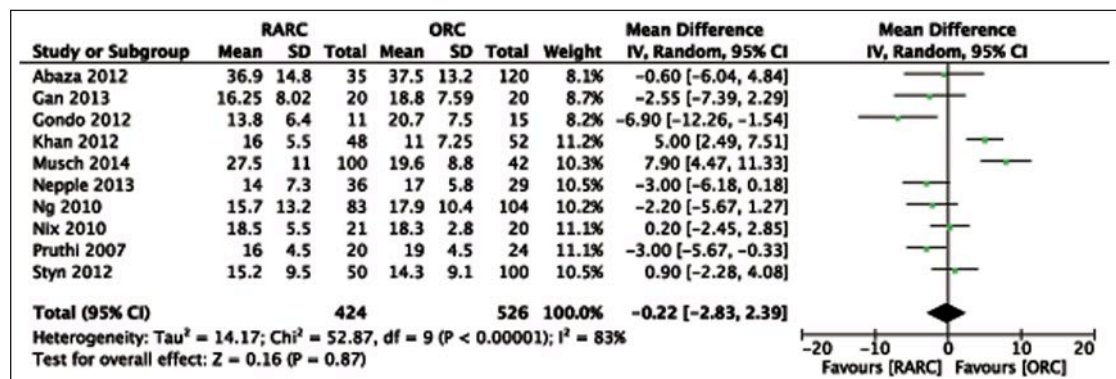 RARC ORC Mean Difference Mean Difference
Study or Subgroup Mean SD Total Mean SD Total Weight IV, Random, 95% CI IV, Random, 95% CI
Abaza 2012 36.9 14.8 35 37.5 13.2 120 8.1% −0.60 [−6.04, 4.84]
Gan 2013 16.25 8.02 20 18.8 7.59 20 8.7% −2.55 [−7.39, 2.29]
Gondo 2012 13.8 6.4 11 20.7 7.5 15 8.2% −6.90 [−12.26, −1.54]
Khan 2012 16 5.5 48 11 7.25 52 11.2% 5.00 [2.49, 7.51]
Musch 2014 27.5 11 100 19.6 8.8 42 10.3% 7.90 [4.47, 11.33]
Nepple 2013 14 7.3 36 17 5.8 29 10.5% −3.00 [−6.18, 0.18]
Ng 2010 15.7 13.2 83 17.9 10.4 104 10.2% −2.20 [−5.67, 1.27]
Nix 2010 18.5 5.5 21 18.3 2.8 20 11.1% 0.20 [−2.45, 2.85]
Pruthi 2007 16 4.5 20 19 4.5 24 11.1% −3.00 [−5.67, −0.33]
Styn 2012 15.2 9.5 50 14.3 9.1 100 10.5% 0.90 [−2.28, 4.08]
Total (95% CI) 424 526 100.0% −0.22 [−2.83, 2.39]
Heterogeneity: Tau² = 14.17; Chi² = 52.87, df = 9 (P < 0.00001); I² = 83%
Test for overall effect: Z = 0.16 (P = 0.87)
−20 −10 0 10 20
Favours [RARC] Favours [ORC]